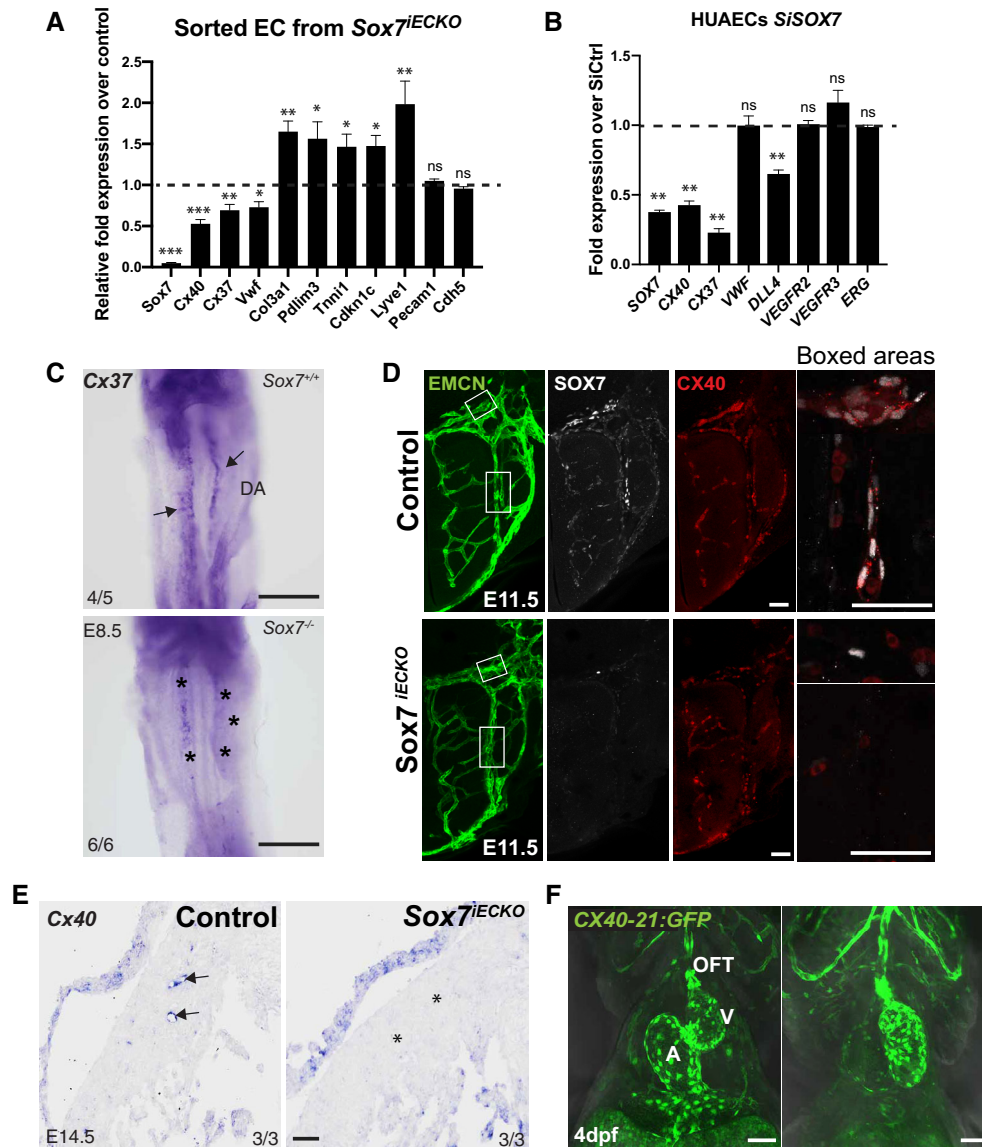 A
Sorted EC from Sox7iECKO
Relative fold expression over control
2.5
2.0
1.5
1.0
0.5
0.0
***
***
**
*
**
*
*
*
**
ns
ns
Sox7
Cx40
Cx37
Vwf
Col3a1
Pdlim3
Tnni1
Cdkn1c
Lyve1
Pecam1
Cdh5
B
HUAECs SiSOX7
Fold expression over SiCtrl
1.5
1.0
0.5
0.0
**
**
**
ns
**
ns
ns
ns
SOX7
CX40
CX37
VWF
DLL4
VEGFR2
VEGFR3
ERG
C
Cx37
Sox7+/+
DA
4/5
E8.5
Sox7-/-
*
*
*
*
*
6/6
D
Boxed areas
EMCN
SOX7
CX40
Control
E11.5
Sox7 iECKO
E11.5
E
Cx40
Control
E14.5
3/3
Sox7iECKO
*
*
3/3
F
CX40-21:GFP
OFT
V
A
4dpf